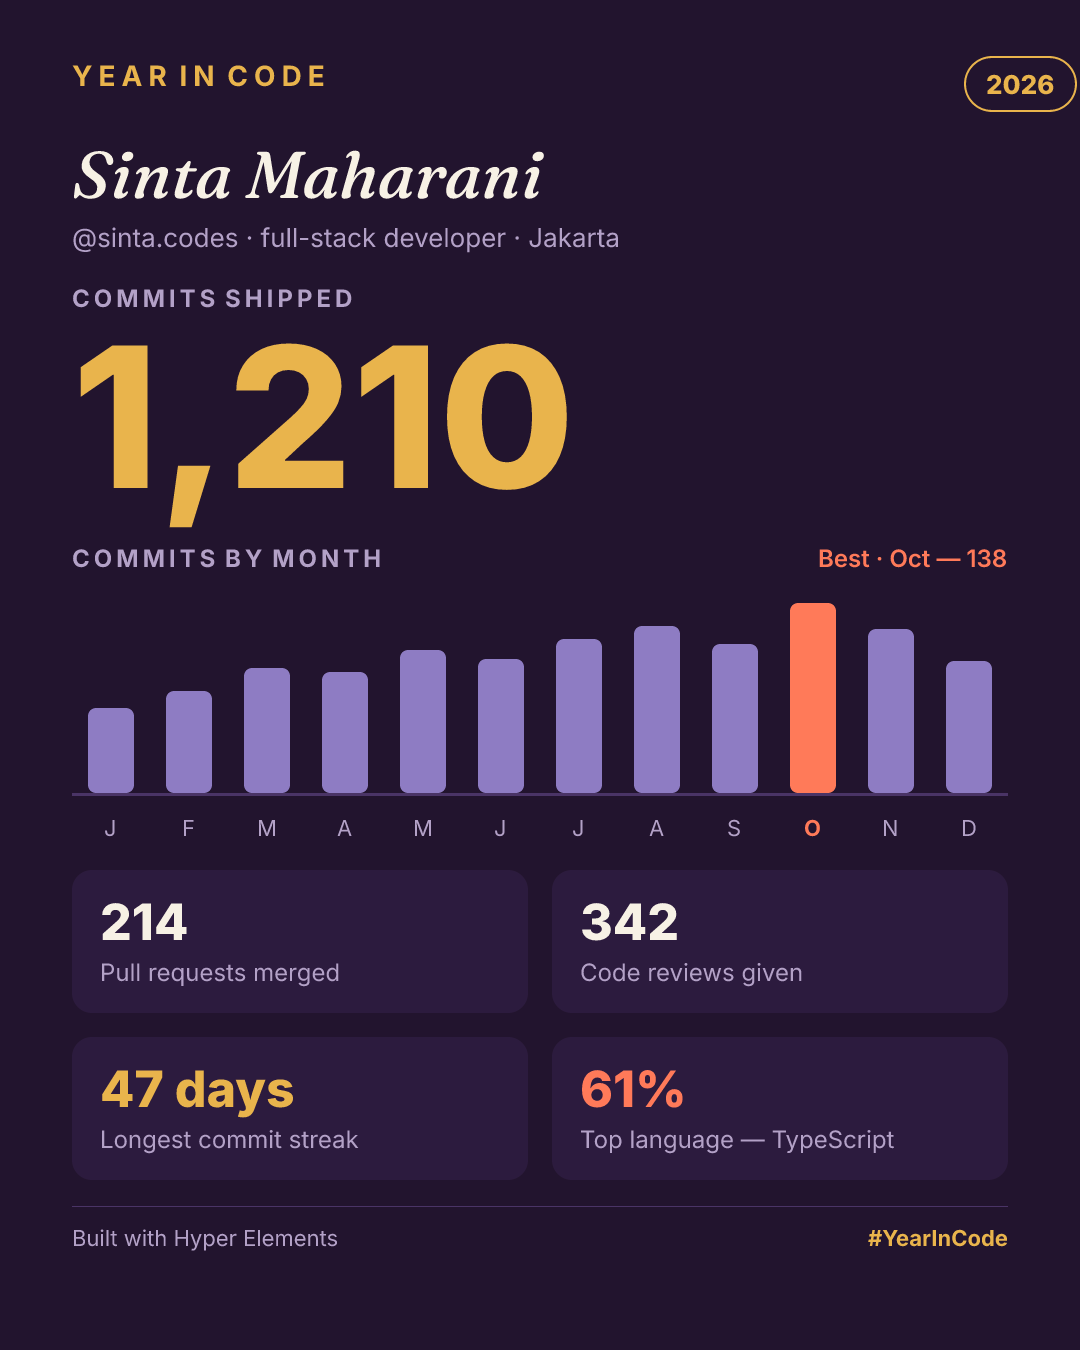 YEAR IN CODE
2026
Sinta Maharani
@sinta.codes · full-stack developer · Jakarta
COMMITS SHIPPED
1,210
COMMITS BY MONTH
Best · Oct — 138
J F M A M J J A S O N D
214
Pull requests merged
342
Code reviews given
47 days
Longest commit streak
61%
Top language — TypeScript
Built with Hyper Elements
#YearInCode